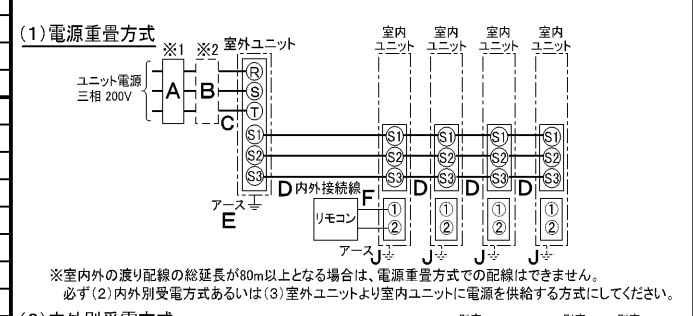 (1)電源重畳方式
※1 ※2 室外ユニット
室内
ユニット
室内
ユニット
室内
ユニット
室内
ユニット
ユニット電源
三相 200V
A
B
C
R
S
T
S1
S2
S3
S1
S2
S3
S1
S2
S3
S1
S2
S3
S1
S2
S3
D 内外接続線
D
D
D
F
アース
E
リモコン
①
②
①
②
①
②
①
②
アース J
J
J
J
※室内外の渡り配線の総延長が80m以上となる場合は、電源重畳方式での配線はできません。
必ず(2)内外別受電方式あるいは(3)室外ユニットより室内ユニットに電源を供給する方式にしてください。